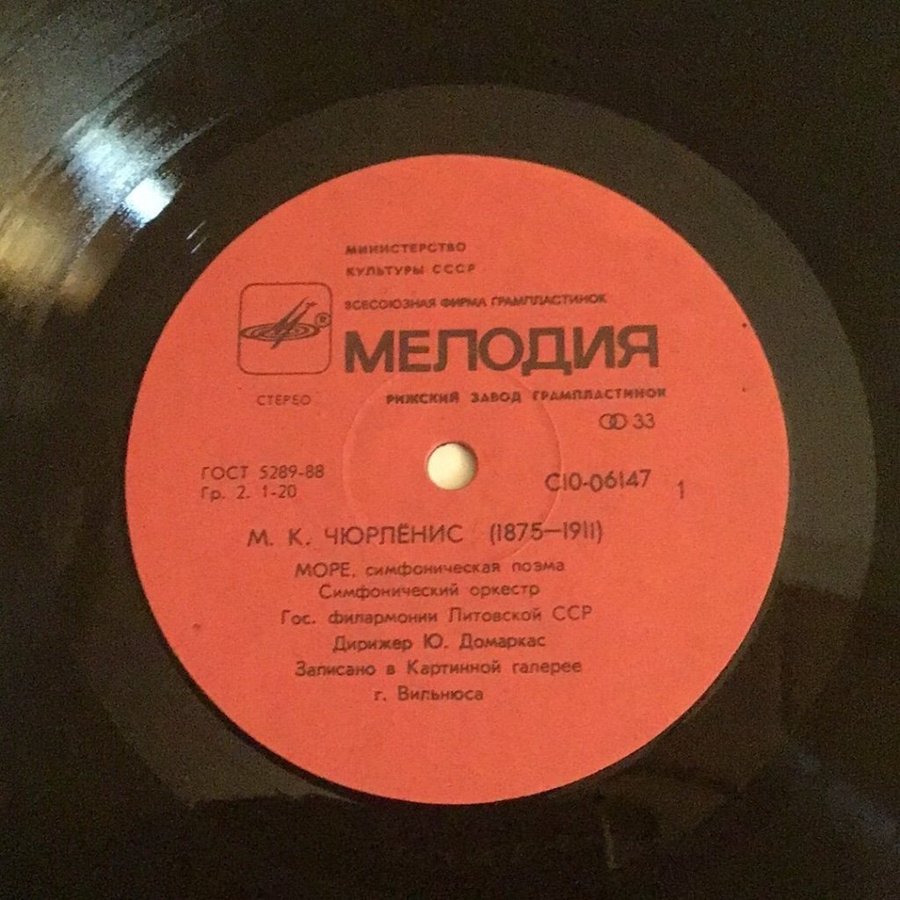 МИНИСТЕРСТВО
КУЛЬТУРЫ СССР
ВСЕСОЮЗНАЯ ФИРМА ГРАМПЛАСТИНОК
®
МЕЛОДИЯ
СТЕРЕО
РИЖСКИЙ ЗАВОД ГРАМПЛАСТИНОК
33
ГОСТ 5289-88
Гр. 2. 1-20
С10-06147 1
М. К. ЧЮРЛЁНИС (1875—1911)
МОРЕ, симфоническая поэма
Симфонический оркестр
Гос. филармонии Литовской ССР
Дирижер Ю. Домаркас
Записано в Картинной галерее
г. Вильнюса